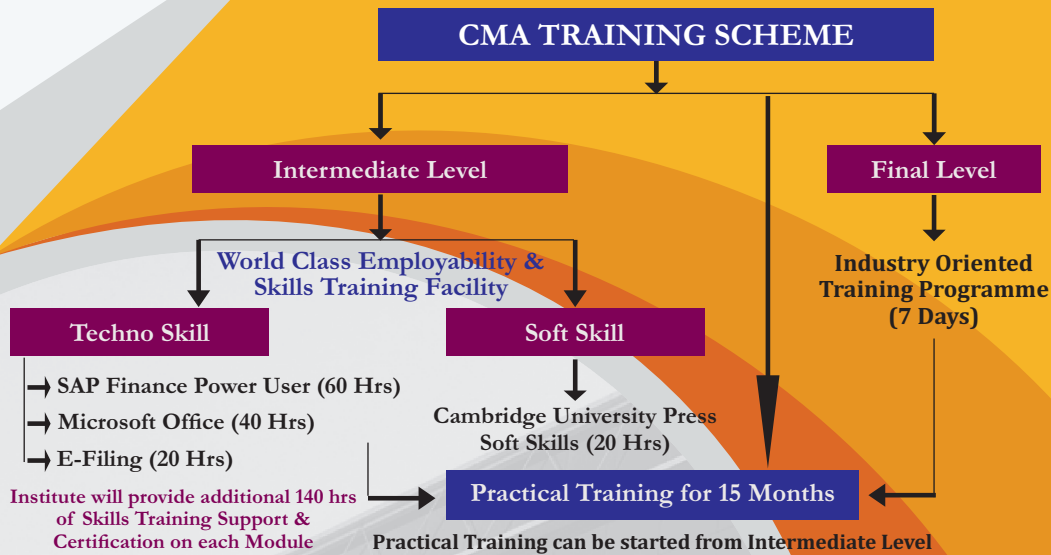 CMA TRAINING SCHEME
Intermediate Level
Final Level
World Class Employability &
Skills Training Facility
Industry Oriented
Training Programme
(7 Days)
Techno Skill
Soft Skill
SAP Finance Power User (60 Hrs)
Microsoft Office (40 Hrs)
E-Filing (20 Hrs)
Cambridge University Press
Soft Skills (20 Hrs)
Institute will provide additional 140 hrs
of Skills Training Support &
Certification on each Module
Practical Training for 15 Months
Practical Training can be started from Intermediate Level